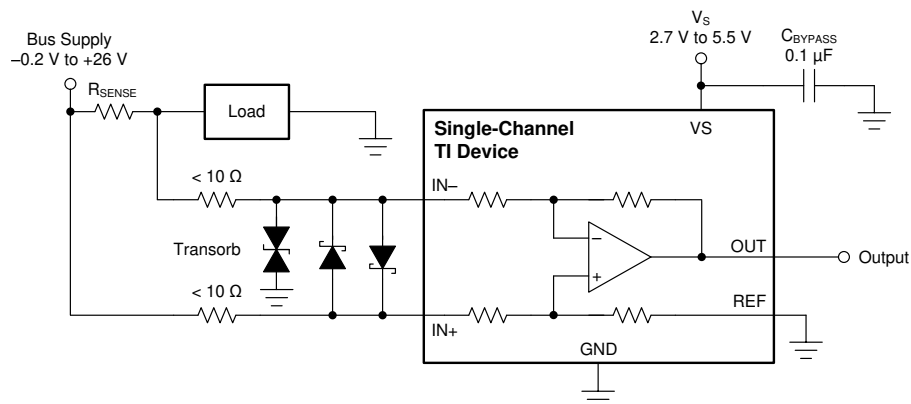 Bus Supply
–0.2 V to +26 V
RSENSE
Load
VS
2.7 V to 5.5 V
CBYPASS
0.1 µF
Single-Channel
TI Device
VS
< 10 Ω
IN–
Transorb
–
+
OUT
Output
< 10 Ω
REF
IN+
GND